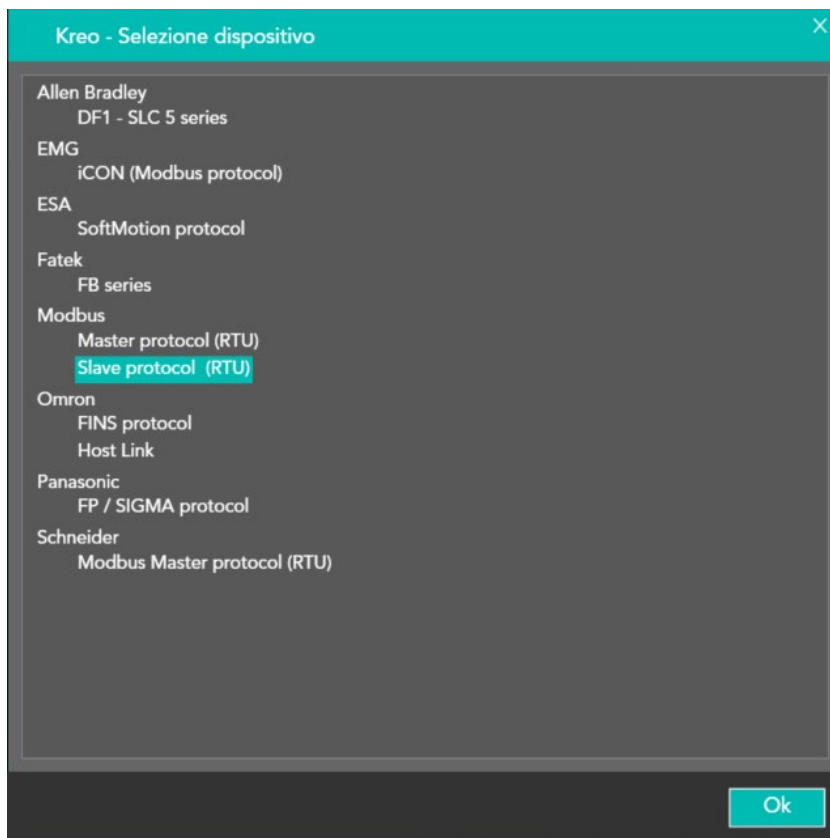 Kreo - Selezione dispositivo
Allen Bradley
DF1 - SLC 5 series
EMG
iCON (Modbus protocol)
ESA
SoftMotion protocol
Fatek
FB series
Modbus
Master protocol (RTU)
Slave protocol  (RTU)
Omron
FINS protocol
Host Link
Panasonic
FP / SIGMA protocol
Schneider
Modbus Master protocol (RTU)
Ok